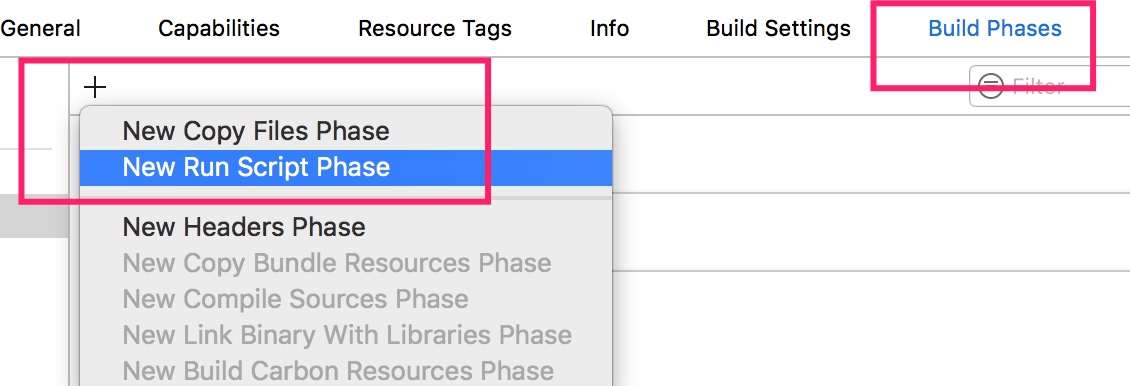 General Capabilities Resource Tags Info Build Settings Build Phases
Filter
New Copy Files Phase
New Run Script Phase
New Headers Phase
New Copy Bundle Resources Phase
New Compile Sources Phase
New Link Binary With Libraries Phase
New Build Carbon Resources Phase